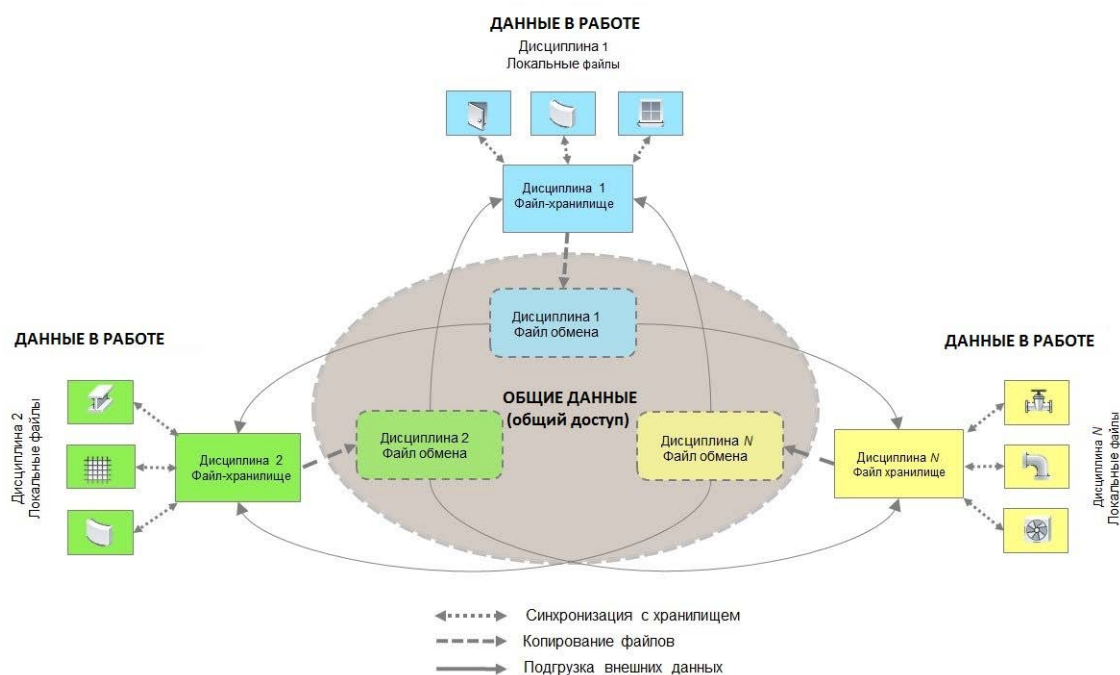 ДАННЫЕ В РАБОТЕ
Дисциплина 1
Локальные файлы
Дисциплина 1
Файл-хранилище
Дисциплина 1
Файл обмена
ДАННЫЕ В РАБОТЕ
ДАННЫЕ В РАБОТЕ
ОБЩИЕ ДАННЫЕ
(общий доступ)
Дисциплина 2
Локальные файлы
Дисциплина 2
Файл-хранилище
Дисциплина 2
Файл обмена
Дисциплина N
Файл обмена
Дисциплина N
Файл хранилище
Дисциплина N
Локальные файлы
Синхронизация с хранилищем
Копирование файлов
Подгрузка внешних данных